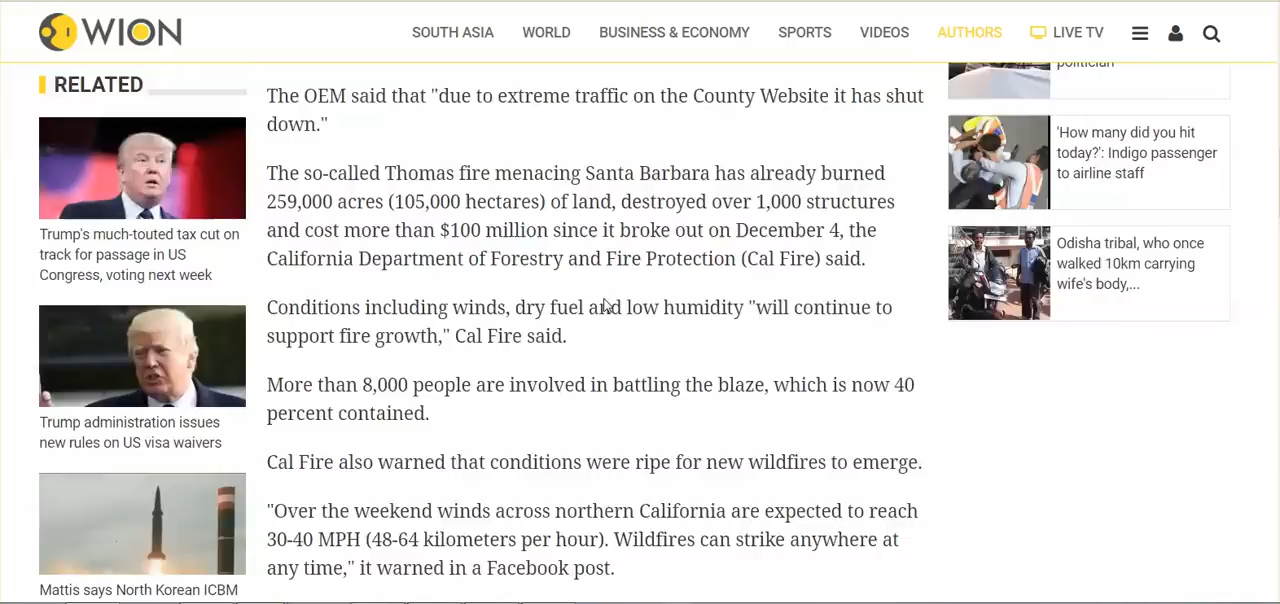 WION
SOUTH ASIA
WORLD
BUSINESS & ECONOMY
SPORTS
VIDEOS
AUTHORS
LIVE TV
RELATED
Trump's much-touted tax cut on
track for passage in US
Congress, voting next week
Trump administration issues
new rules on US visa waivers
Mattis says North Korean ICBM
The OEM said that "due to extreme traffic on the County Website it has shut
down."
The so-called Thomas fire menacing Santa Barbara has already burned
259,000 acres (105,000 hectares) of land, destroyed over 1,000 structures
and cost more than $100 million since it broke out on December 4, the
California Department of Forestry and Fire Protection (Cal Fire) said.
Conditions including winds, dry fuel and low humidity "will continue to
support fire growth," Cal Fire said.
More than 8,000 people are involved in battling the blaze, which is now 40
percent contained.
Cal Fire also warned that conditions were ripe for new wildfires to emerge.
"Over the weekend winds across northern California are expected to reach
30-40 MPH (48-64 kilometers per hour). Wildfires can strike anywhere at
any time," it warned in a Facebook post.
politician
'How many did you hit
today?': Indigo passenger
to airline staff
Odisha tribal, who once
walked 10km carrying
wife's body,...